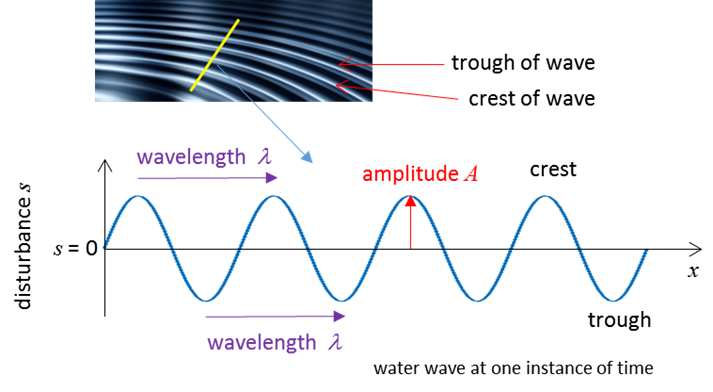 trough of wave
crest of wave
wavelength λ
amplitude A
crest
disturbance s
s = 0
x
trough
wavelength λ
water wave at one instance of time